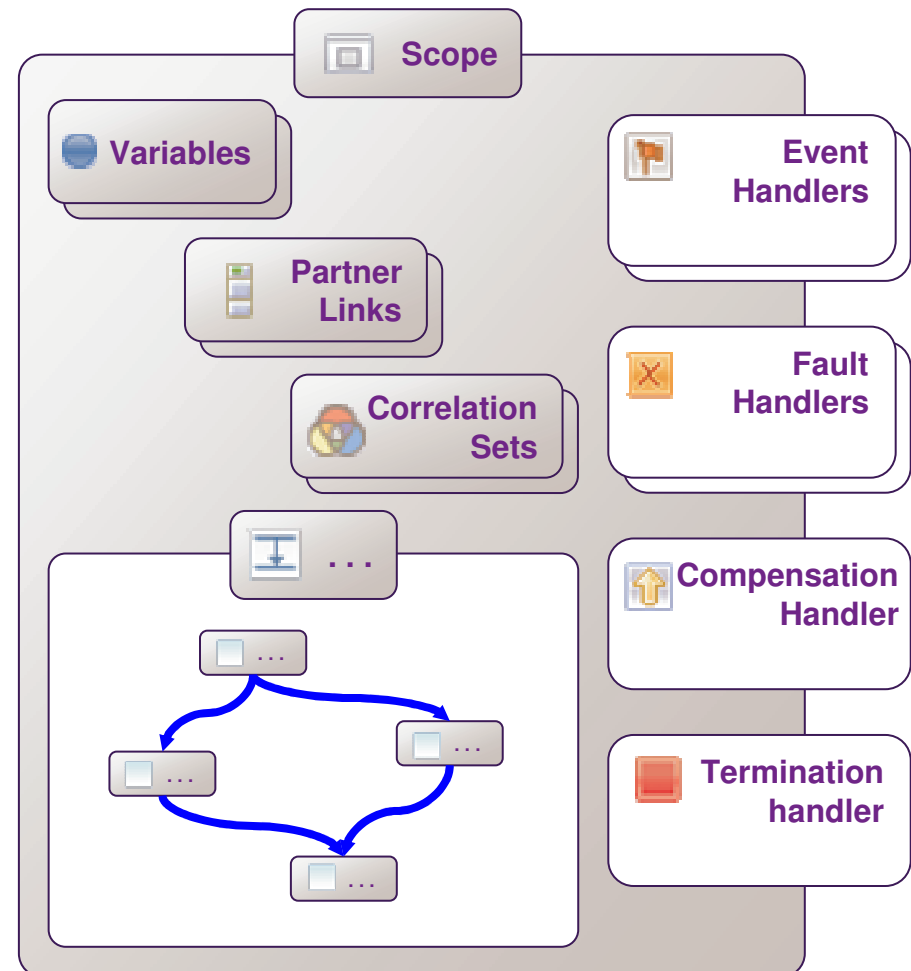 Scope
Variables
Event
Handlers
Partner
Links
Fault
Handlers
Correlation
Sets
. . .
Compensation
Handler
. . .
. . .
. . .
Termination
handler
. . .